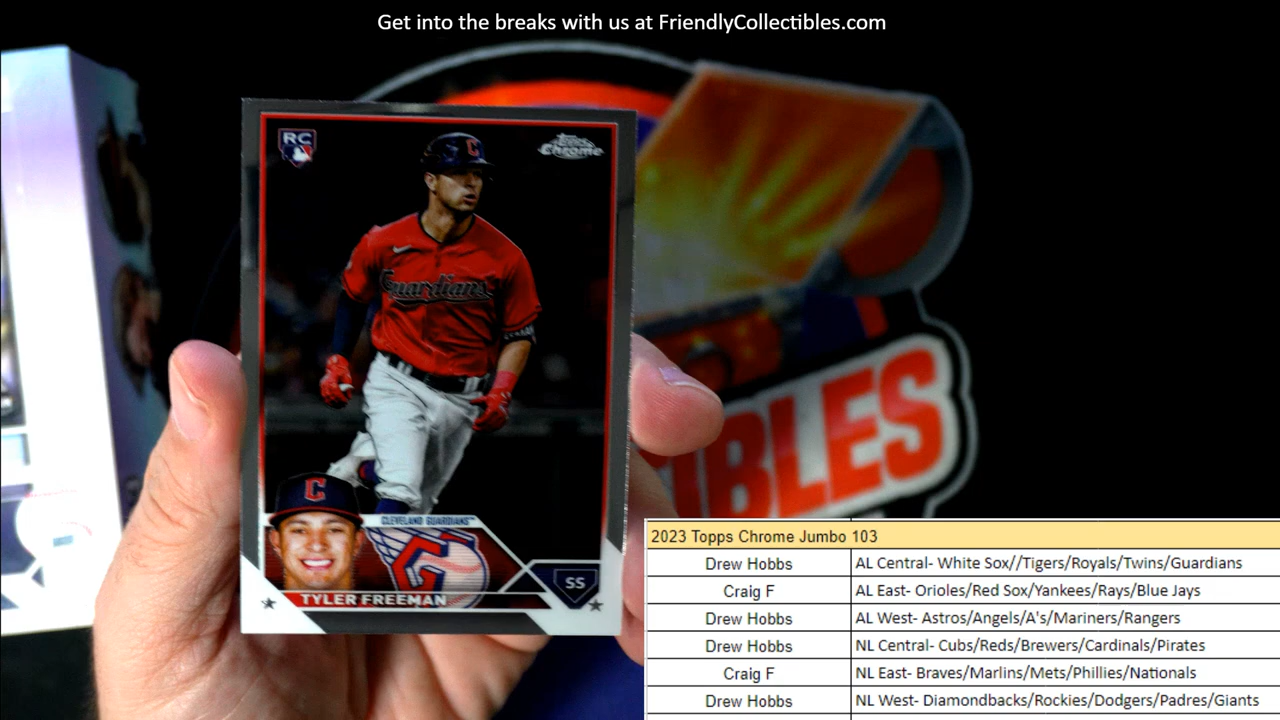 Get into the breaks with us at FriendlyCollectibles.com
RC
Topps
Chrome
C
Guardians
C
CLEVELAND GUARDIANS™
G
SS
TYLER FREEMAN
IBLES
2023 Topps Chrome Jumbo 103
Drew Hobbs AL Central- White Sox//Tigers/Royals/Twins/Guardians
Craig F AL East- Orioles/Red Sox/Yankees/Rays/Blue Jays
Drew Hobbs AL West- Astros/Angels/A's/Mariners/Rangers
Drew Hobbs NL Central- Cubs/Reds/Brewers/Cardinals/Pirates
Craig F NL East- Braves/Marlins/Mets/Phillies/Nationals
Drew Hobbs NL West- Diamondbacks/Rockies/Dodgers/Padres/Giants